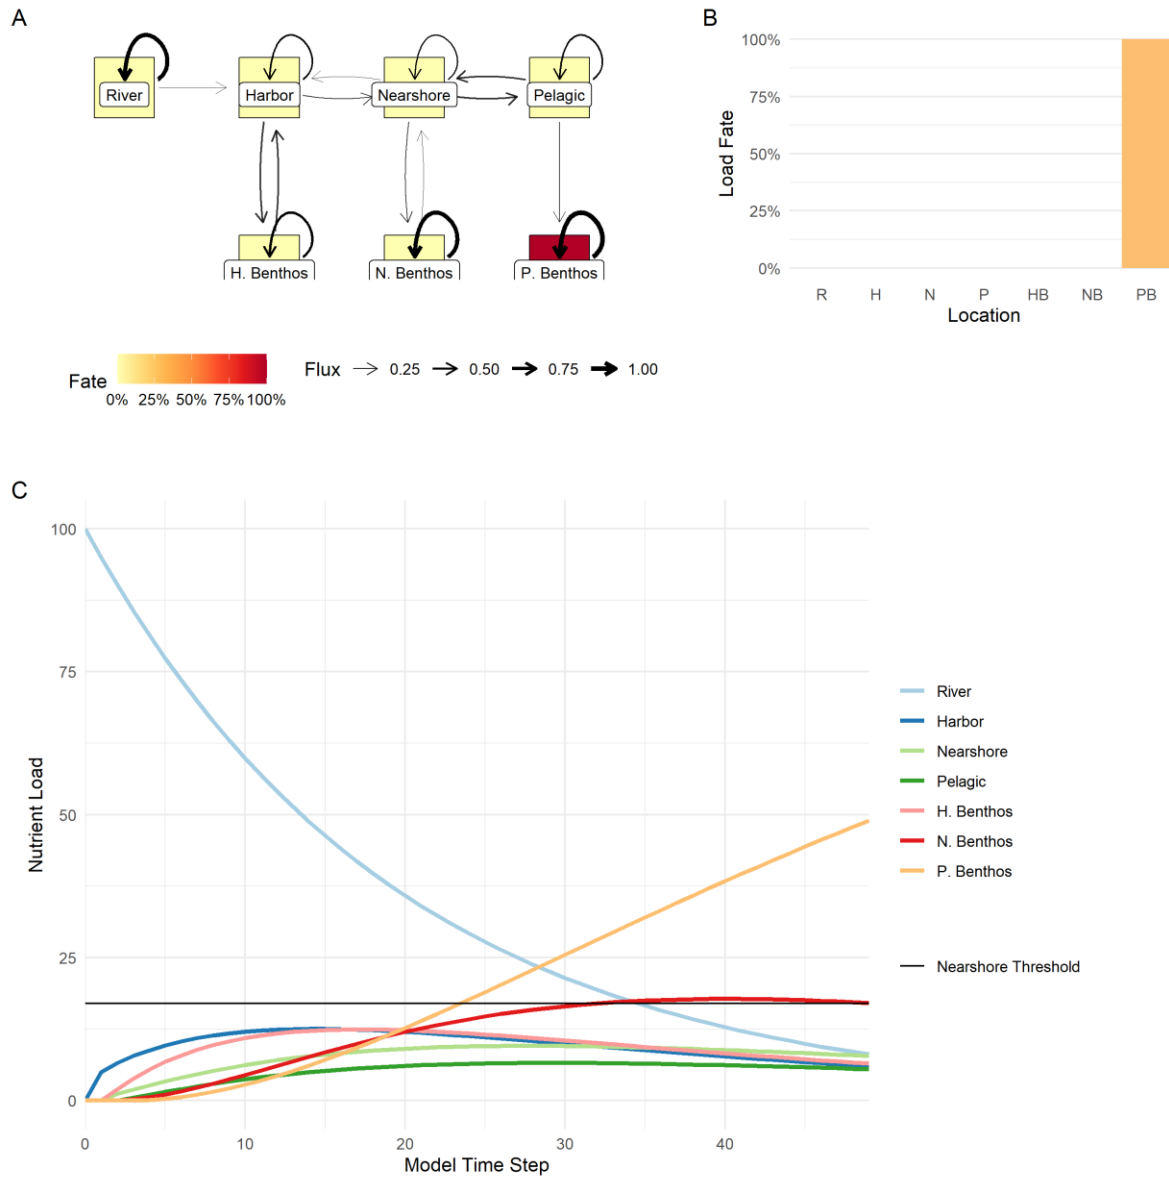 A
River
Harbor
Nearshore
Pelagic
H. Benthos
N. Benthos
P. Benthos
Fate
0% 25% 50% 75% 100%
Flux 0.25 0.50 0.75 1.00
B
Load Fate
100%
75%
50%
25%
0%
R H N P HB NB PB
Location
C
Nutrient Load
100
75
50
25
0
0 10 20 30 40
Model Time Step
River
Harbor
Nearshore
Pelagic
H. Benthos
N. Benthos
P. Benthos
Nearshore Threshold